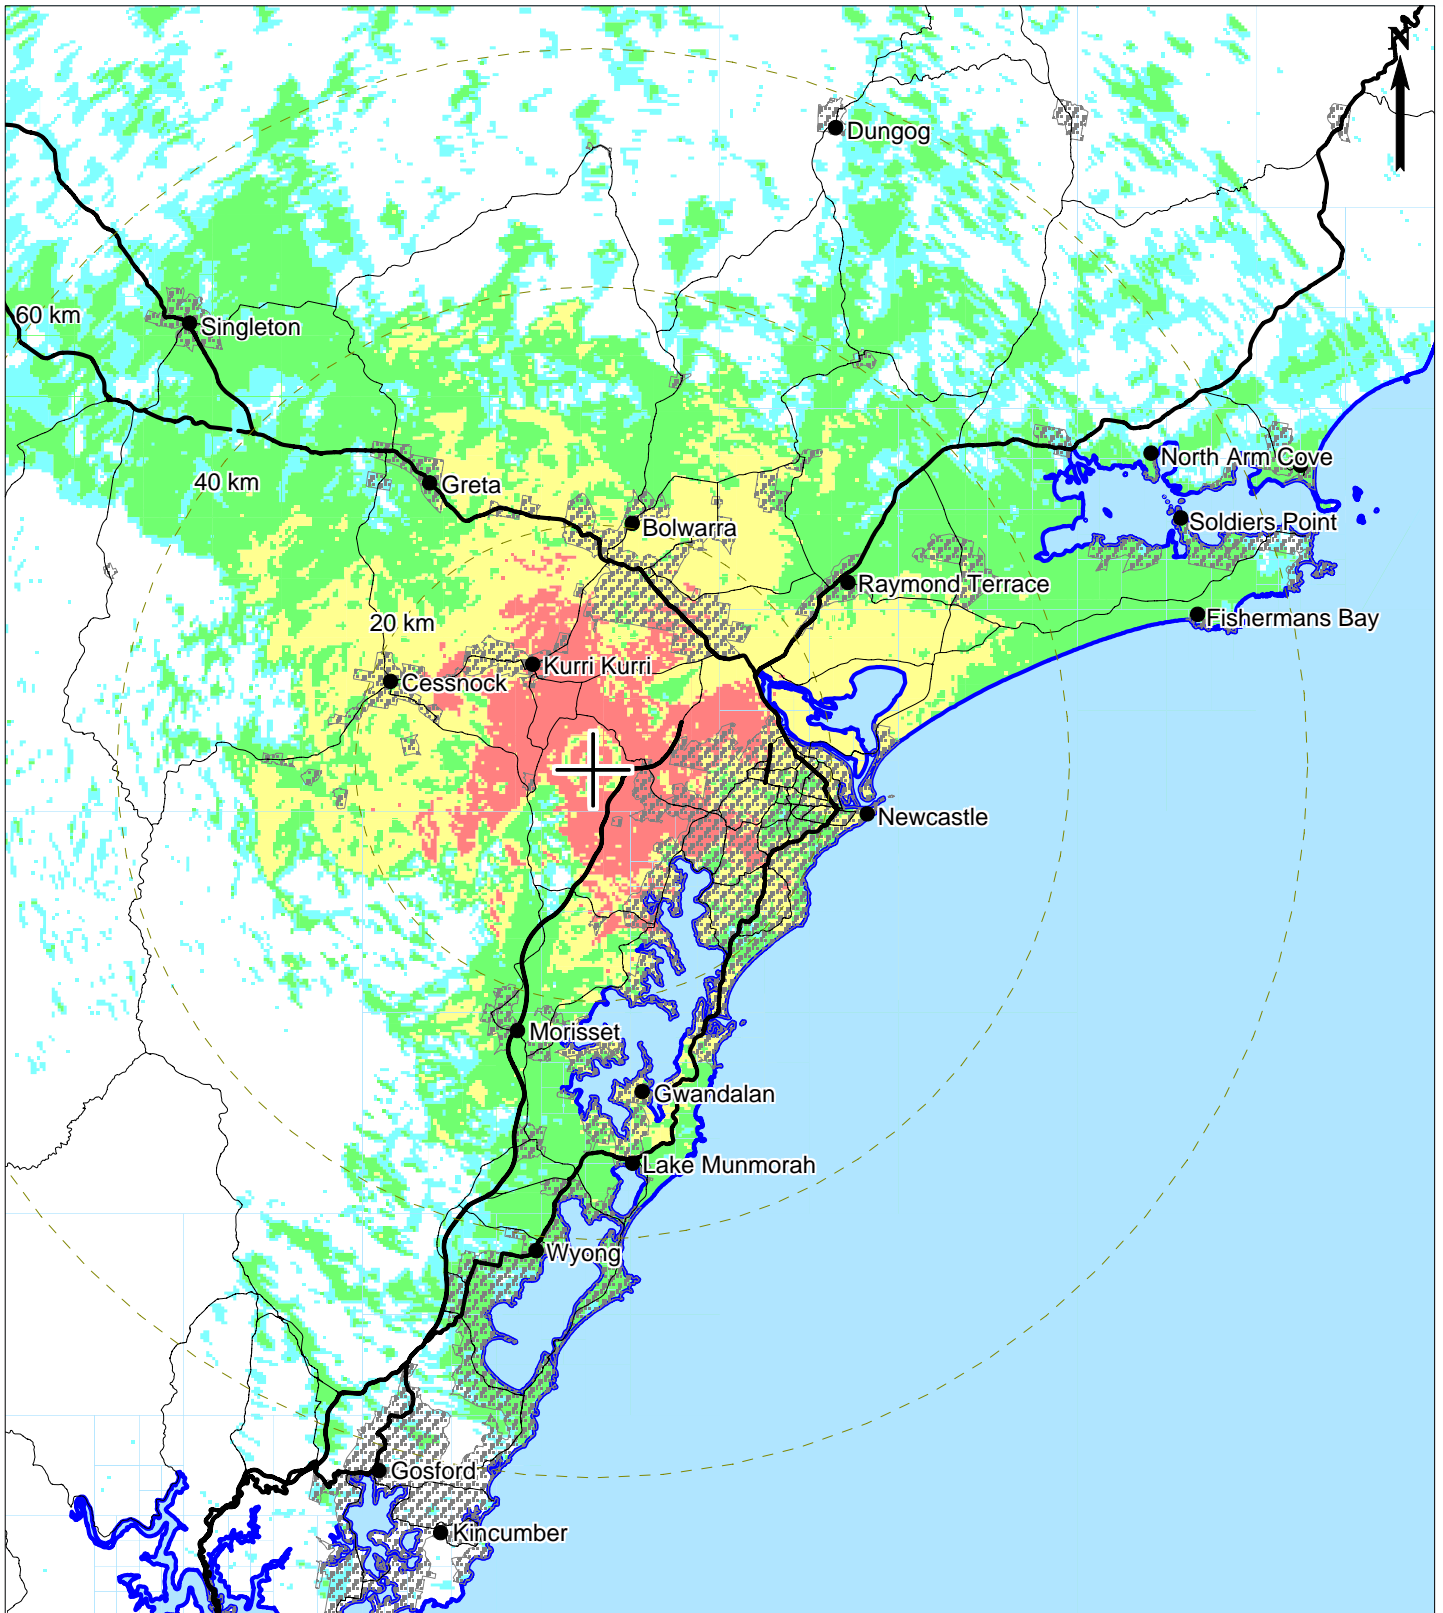 N
Dungog
60 km
Singleton
North Arm Cove
40 km
Greta
Soldiers Point
Bolwarra
Raymond Terrace
20 km
Fishermans Bay
Kurri Kurri
Cessnock
Newcastle
Morisset
Gwandalan
Lake Munmorah
Wyong
Gosford
Kincumber